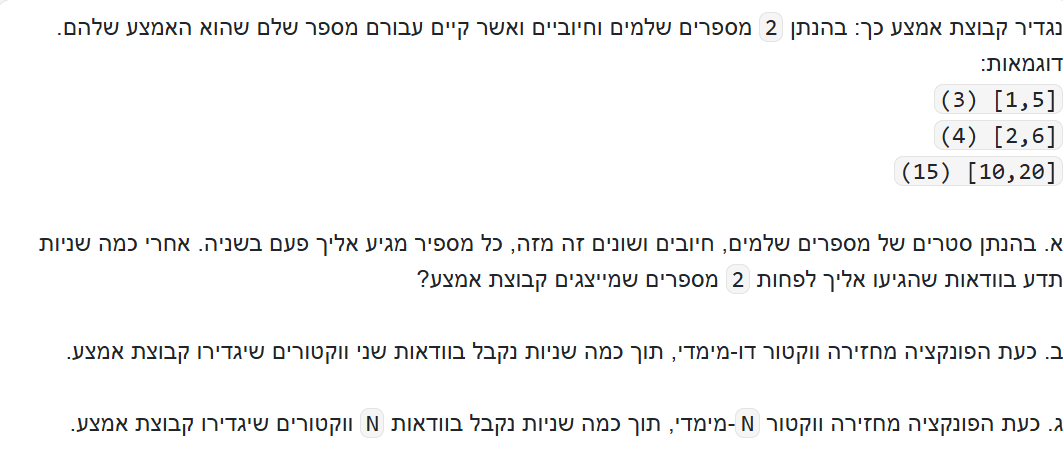 נגדיר קבוצת אמצע כך: בהנתן 2 מספרים שלמים וחיוביים ואשר קיים עבורם מספר שלם שהוא האמצע שלהם.
דוגמאות:
[1,5] (3)
[2,6] (4)
[10,20] (15)
א. בהנתן סטרים של מספרים שלמים, חיובים ושונים זה מזה, כל מספיר מגיע אליך פעם בשניה. אחרי כמה שניות
תדע בוודאות שהגיעו אליך לפחות 2 מספרים שמייצגים קבוצת אמצע?
ב. כעת הפונקציה מחזירה ווקטור דו-מימדי, תוך כמה שניות נקבל בוודאות שני ווקטורים שיגדירו קבוצת אמצע.
ג. כעת הפונקציה מחזירה ווקטור N-מימדי, תוך כמה שניות נקבל בוודאות N ווקטורים שיגדירו קבוצת אמצע.